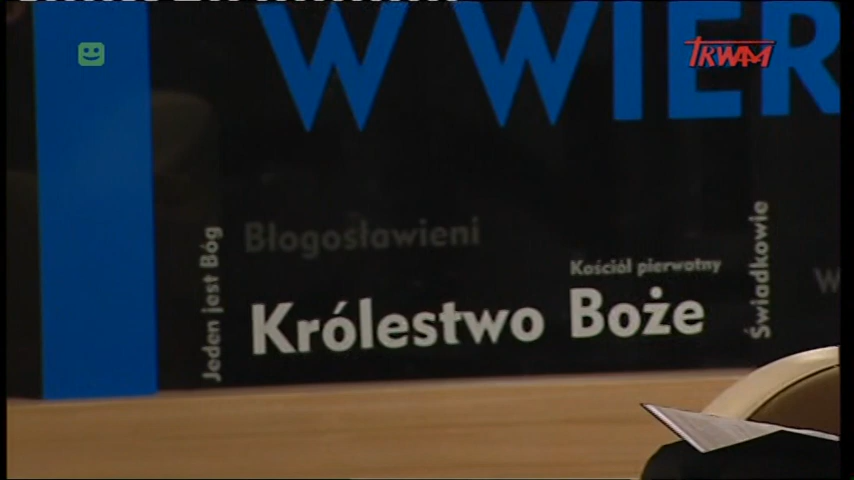 W WIER
TRWAM
Jeden jest Bóg
Błogosławieni
Kościół pierwotny
Królestwo Boże
Świadkowie
W